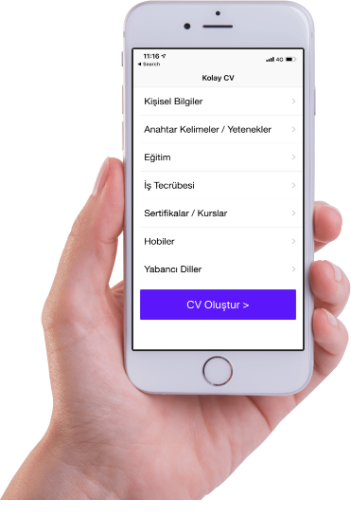 11:16
4G
Search
Kolay CV
Kişisel Bilgiler
Anahtar Kelimeler / Yetenekler
Eğitim
İş Tecrübesi
Sertifikalar / Kurslar
Hobiler
Yabancı Diller
CV Oluştur >